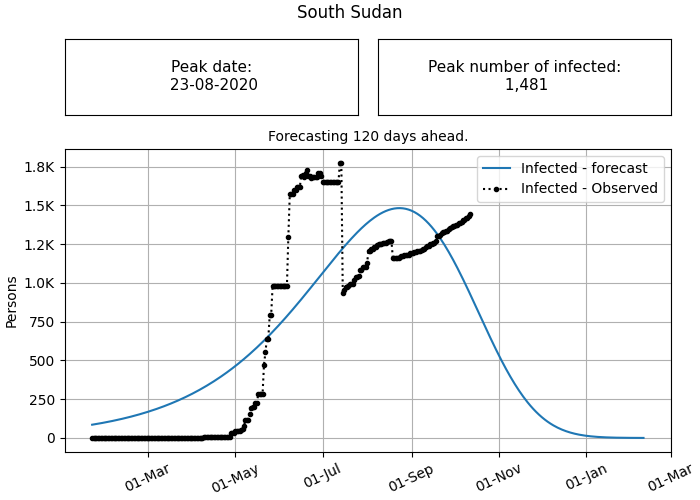 South Sudan
Peak date:
23-08-2020
Peak number of infected:
1,481
Forecasting 120 days ahead.
Infected - forecast
Infected - Observed
1.8K
1.5K
1.2K
1.0K
750
500
250
0
Persons
01-Mar
01-May
01-Jul
01-Sep
01-Nov
01-Jan
01-Mar